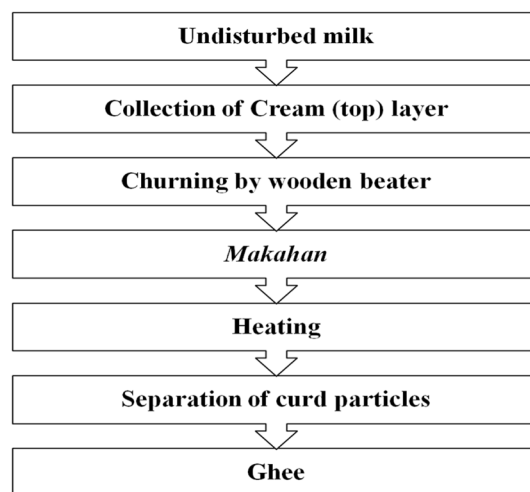 Undisturbed milk
Collection of Cream (top) layer
Churning by wooden beater
Makahan
Heating
Separation of curd particles
Ghee